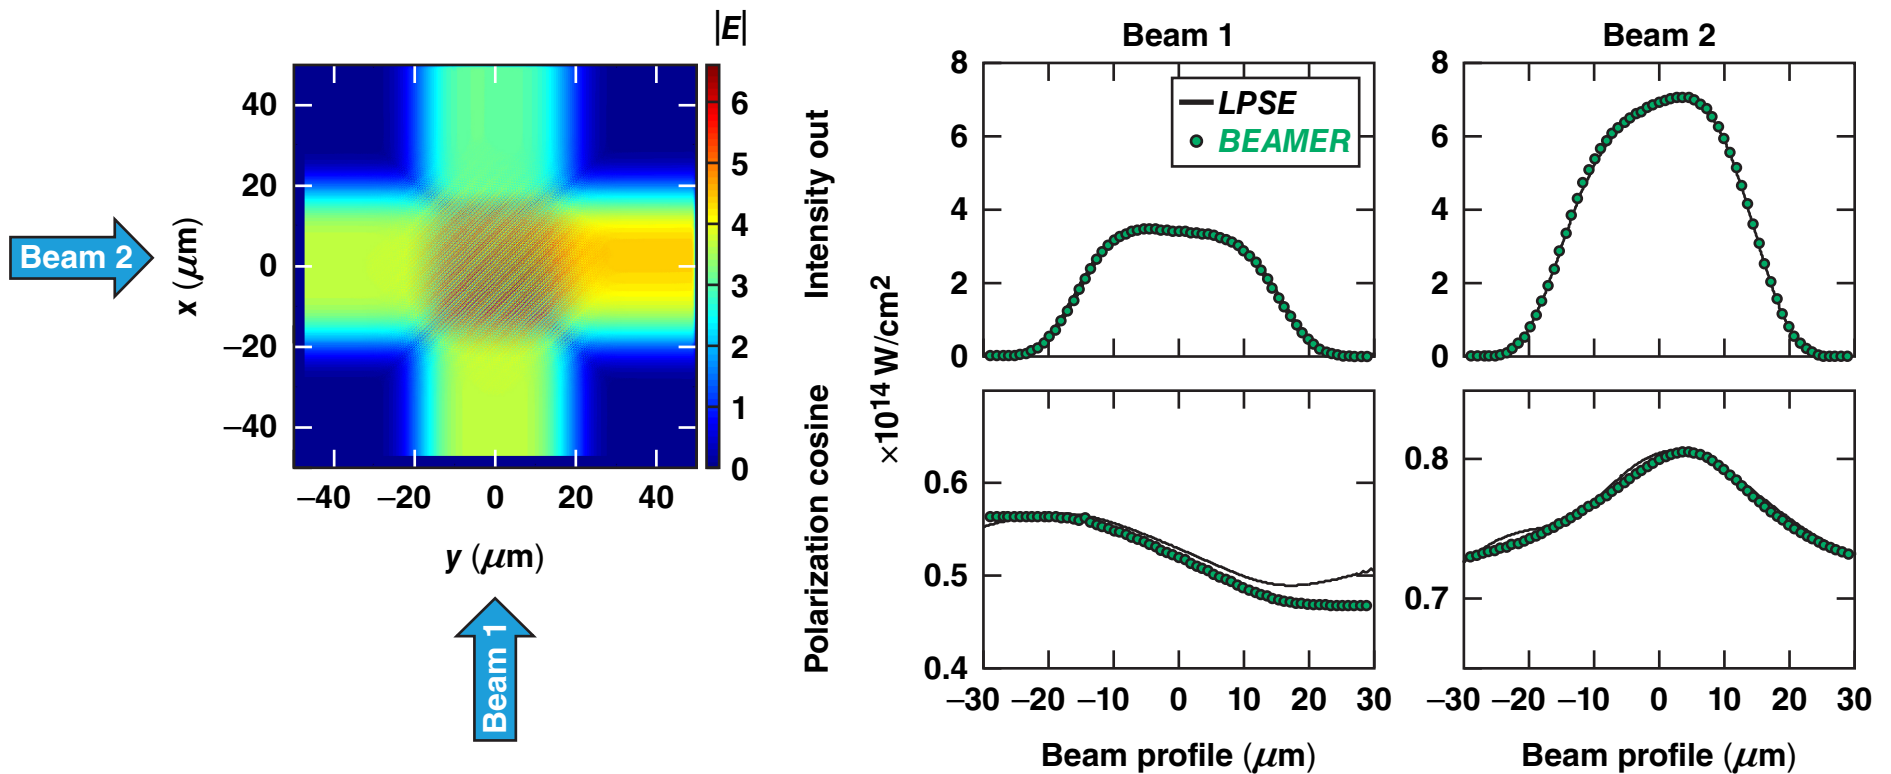 |E|
Beam 1
Beam 2
40
20
0
–20
–40
x (μm)
–40 –20 0 20 40
y (μm)
6
5
4
3
2
1
0
Beam 2
Beam 1
Intensity out
Polarization cosine
×10¹⁴ W/cm²
8
6
4
2
0
LPSE
BEAMER
8
6
4
2
0
0.6
0.5
0.4
0.8
0.7
–30 –20 –10 0 10 20 30
–30 –20 –10 0 10 20 30
Beam profile (μm)
Beam profile (μm)